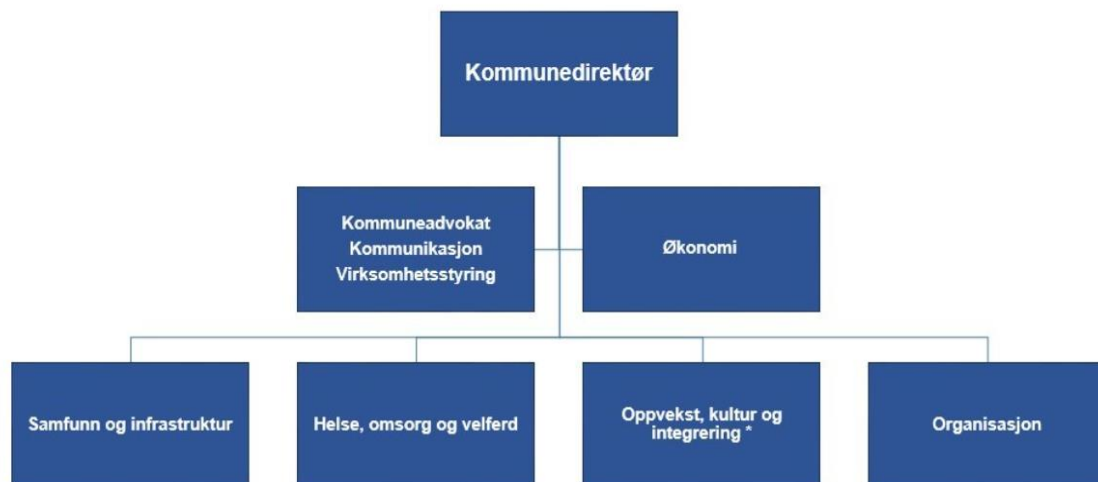 Kommunedirektør
Kommuneadvokat
Kommunikasjon
Virksomhetsstyring
Økonomi
Samfunn og infrastruktur
Helse, omsorg og velferd
Oppvekst, kultur og
integrering *
Organisasjon